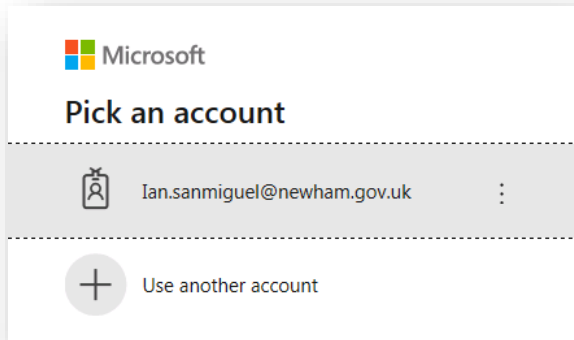 Microsoft
Pick an account
Ian.sanmiguel@newham.gov.uk
Use another account